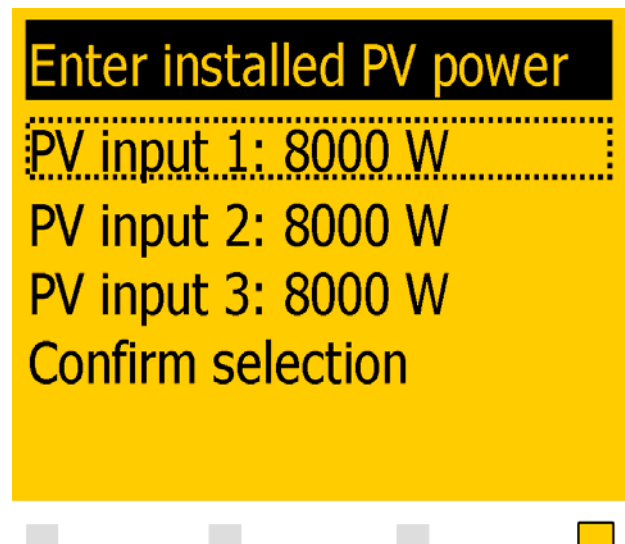 Enter installed PV power
PV input 1: 8000 W
PV input 2: 8000 W
PV input 3: 8000 W
Confirm selection